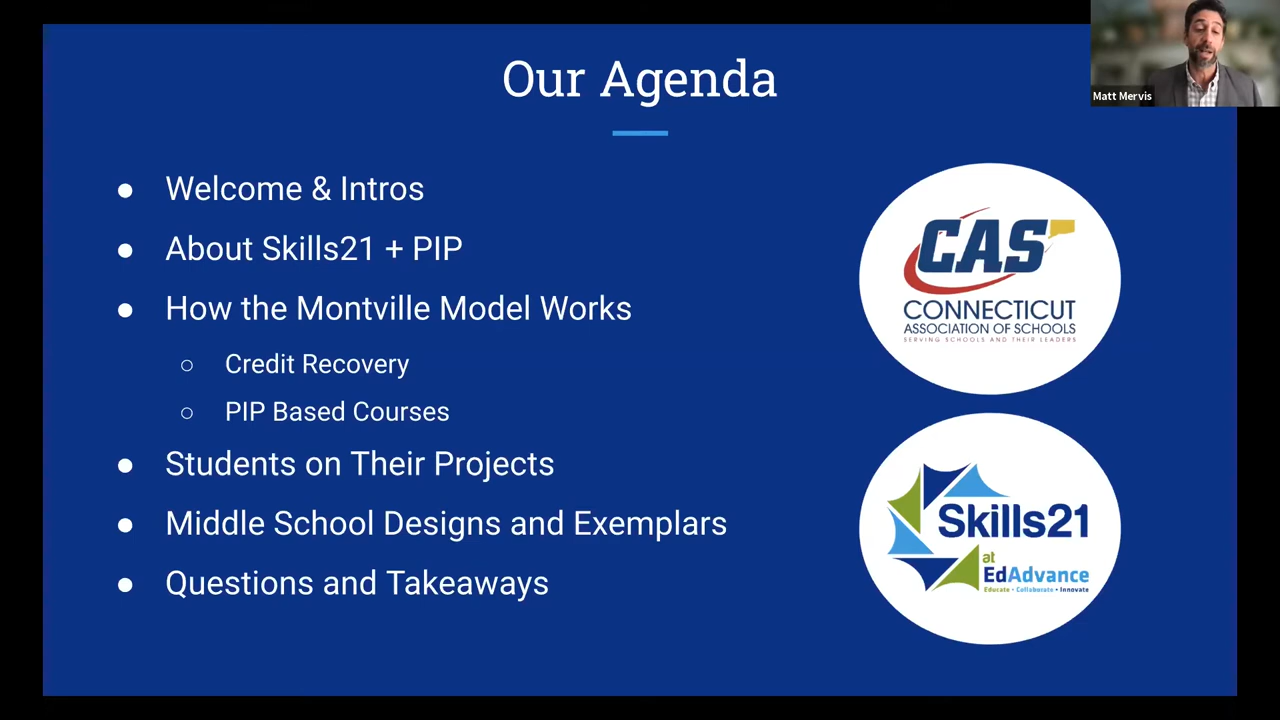 Our Agenda
Matt Mervis
● Welcome & Intros
● About Skills21 + PIP
● How the Montville Model Works
○ Credit Recovery
○ PIP Based Courses
● Students on Their Projects
● Middle School Designs and Exemplars
● Questions and Takeaways
CAS
CONNECTICUT
ASSOCIATION OF SCHOOLS
SERVING SCHOOLS AND THEIR LEADERS
Skills21
at
EdAdvance
Educate • Collaborate • Innovate